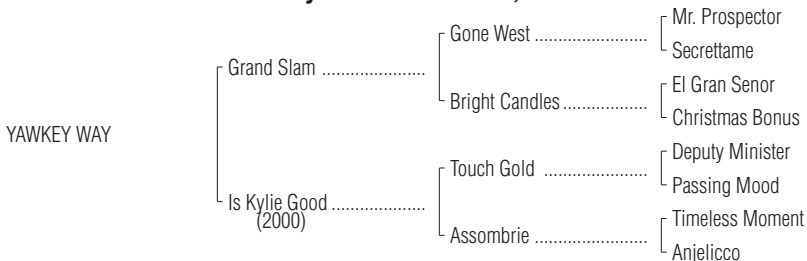 Mr. Prospector
Gone West
Secrettame
Grand Slam
El Gran Senor
Bright Candles
Christmas Bonus
YAWKEY WAY
Deputy Minister
Touch Gold
Passing Mood
Is Kylie Good
(2000)
Timeless Moment
Assombrie
Anjelicco